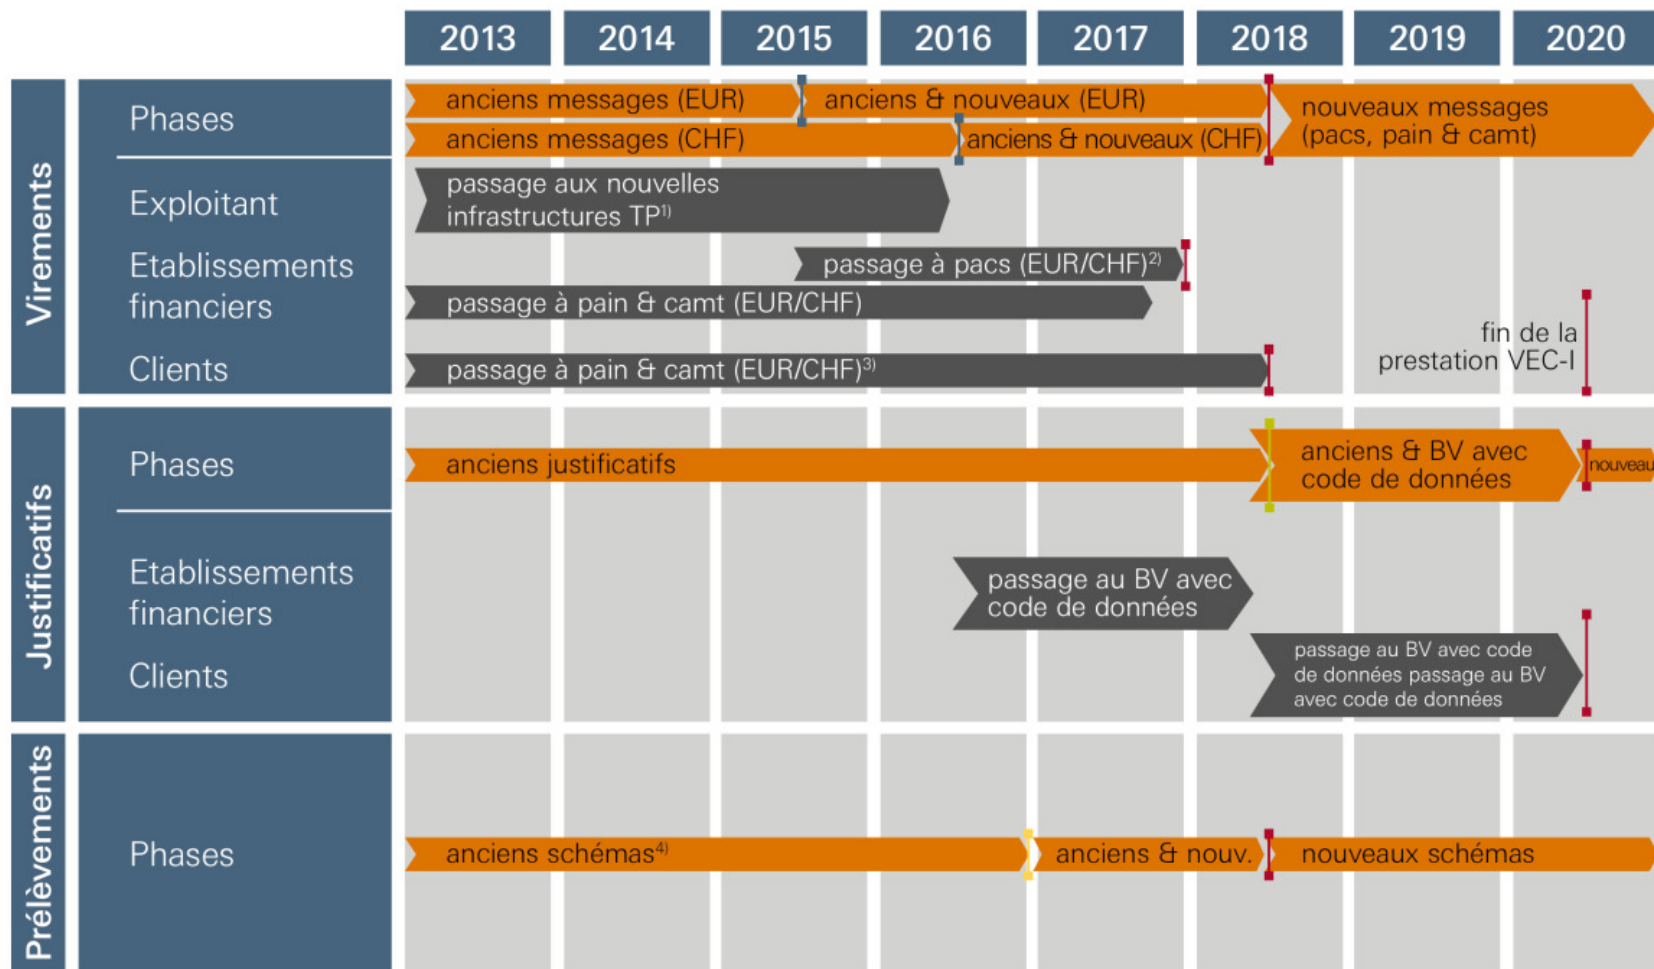 2013 2014 2015 2016 2017 2018 2019 2020
Virements
Phases
anciens messages (EUR)
anciens & nouveaux (EUR)
anciens messages (CHF)
anciens & nouveaux (CHF)
nouveaux messages
(pacs, pain & camt)
Exploitant
passage aux nouvelles
infrastructures TP1)
Etablissements
financiers
passage à pacs (EUR/CHF)2)
passage à pain & camt (EUR/CHF)
Clients
passage à pain & camt (EUR/CHF)3)
fin de la
prestation VEC-I
Justificatifs
Phases
anciens justificatifs
anciens & BV avec
code de données
nouveau
Etablissements
financiers
passage au BV avec
code de données
Clients
passage au BV avec code
de données passage au BV
avec code de données
Prélèvements
Phases
anciens schémas4)
anciens & nouv.
nouveaux schémas